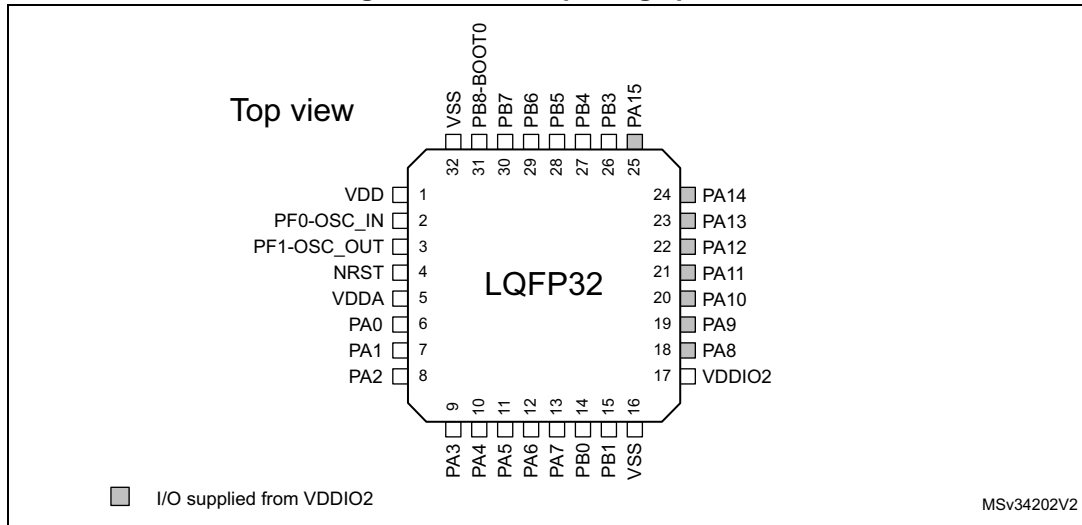 Top view
VSS
PB8-BOOT0
PB7
PB6
PB5
PB4
PB3
PA15
32
31
30
29
28
27
26
25
VDD 1
PF0-OSC_IN 2
PF1-OSC_OUT 3
NRST 4
VDDA 5
PA0 6
PA1 7
PA2 8
LQFP32
24 PA14
23 PA13
22 PA12
21 PA11
20 PA10
19 PA9
18 PA8
17 VDDIO2
9
10
11
12
13
14
15
16
PA3
PA4
PA5
PA6
PA7
PB0
PB1
VSS
I/O supplied from VDDIO2
MSv34202V2